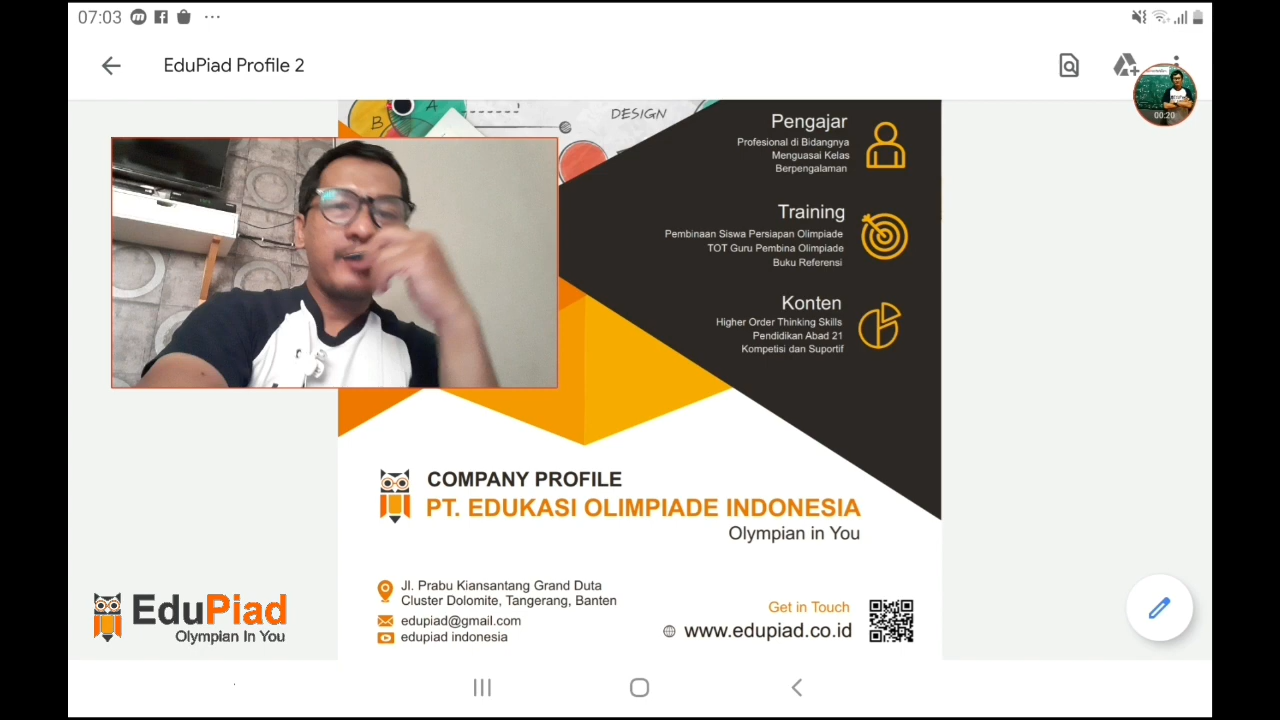 07:03
EduPiad Profile 2
00:20
B
A
DESIGN
Pengajar
Profesional di Bidangnya
Menguasai Kelas
Berpengalaman
Training
Pembinaan Siswa Persiapan Olimpiade
TOT Guru Pembina Olimpiade
Buku Referensi
Konten
Higher Order Thinking Skills
Pendidikan Abad 21
Kompetisi dan Suportif
COMPANY PROFILE
PT. EDUKASI OLIMPIADE INDONESIA
Olympian in You
Jl. Prabu Kiansantang Grand Duta
Cluster Dolomite, Tangerang, Banten
edupiad@gmail.com
edupiad indonesia
Get in Touch
www.edupiad.co.id
EduPiad
Olympian In You